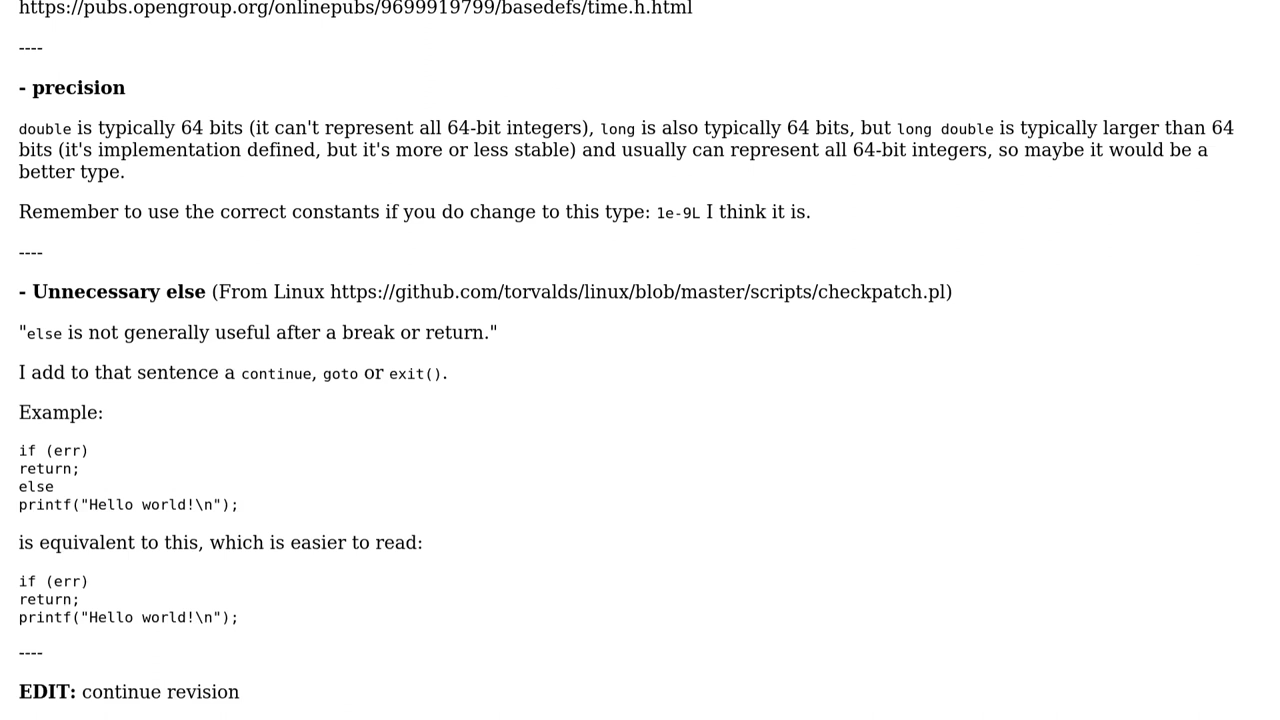 https://pubs.opengroup.org/onlinepubs/9699919799/basedefs/time.h.html
----
- precision
double is typically 64 bits (it can't represent all 64-bit integers), long is also typically 64 bits, but long double is typically larger than 64
bits (it's implementation defined, but it's more or less stable) and usually can represent all 64-bit integers, so maybe it would be a
better type.
Remember to use the correct constants if you do change to this type: 1e-9L I think it is.
----
- Unnecessary else (From Linux https://github.com/torvalds/linux/blob/master/scripts/checkpatch.pl)
"else is not generally useful after a break or return."
I add to that sentence a continue, goto or exit().
Example:
if (err)
return;
else
printf("Hello world!\n");
is equivalent to this, which is easier to read:
if (err)
return;
printf("Hello world!\n");
----
EDIT: continue revision